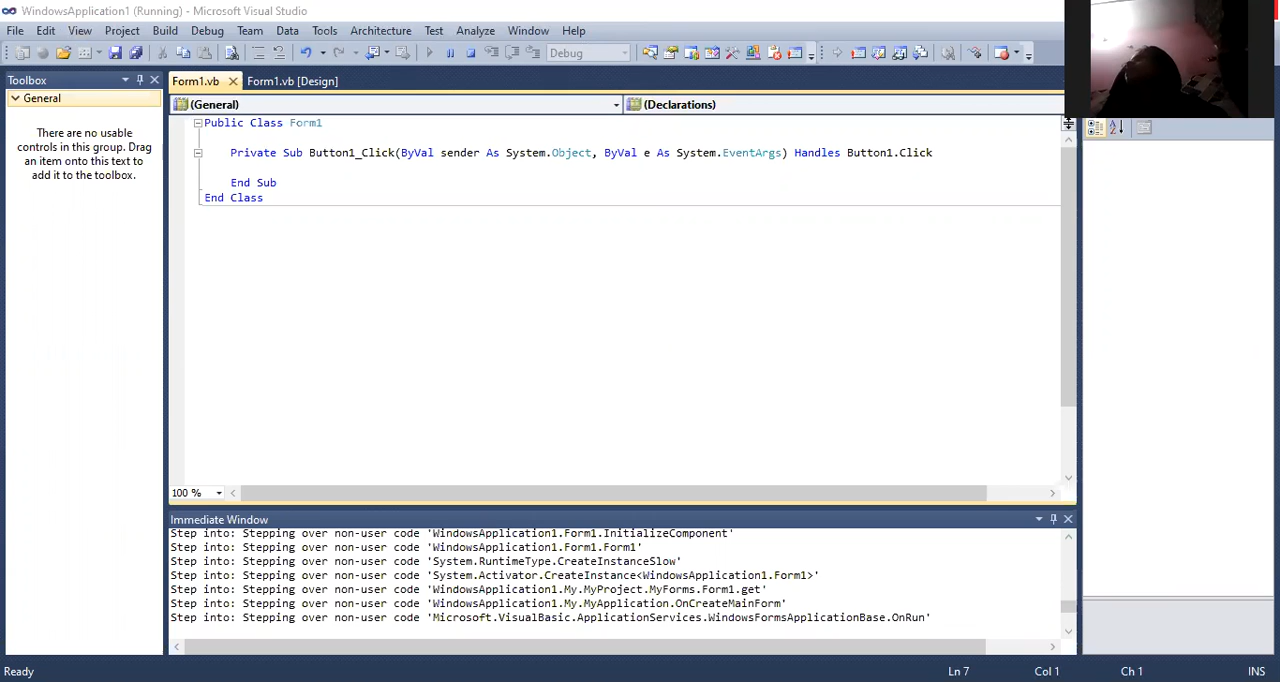 WindowsApplication1 (Running) - Microsoft Visual Studio
File Edit View Project Build Debug Team Data Tools Architecture Test Analyze Window Help
Debug
Toolbox
General
There are no usable
controls in this group. Drag
an item onto this text to
add it to the toolbox.
Form1.vb Form1.vb [Design]
(General) (Declarations)
Public Class Form1
Private Sub Button1_Click(ByVal sender As System.Object, ByVal e As System.EventArgs) Handles Button1.Click
End Sub
End Class
100 %
Immediate Window
Step into: Stepping over non-user code 'WindowsApplication1.Form1.InitializeComponent'
Step into: Stepping over non-user code 'WindowsApplication1.Form1.Form1'
Step into: Stepping over non-user code 'System.RuntimeType.CreateInstanceSlow'
Step into: Stepping over non-user code 'System.Activator.CreateInstance<WindowsApplication1.Form1>'
Step into: Stepping over non-user code 'WindowsApplication1.My.MyProject.MyForms.Form1.get'
Step into: Stepping over non-user code 'WindowsApplication1.My.MyApplication.OnCreateMainForm'
Step into: Stepping over non-user code 'Microsoft.VisualBasic.ApplicationServices.WindowsFormsApplicationBase.OnRun'
Ready Ln 7 Col 1 Ch 1 INS